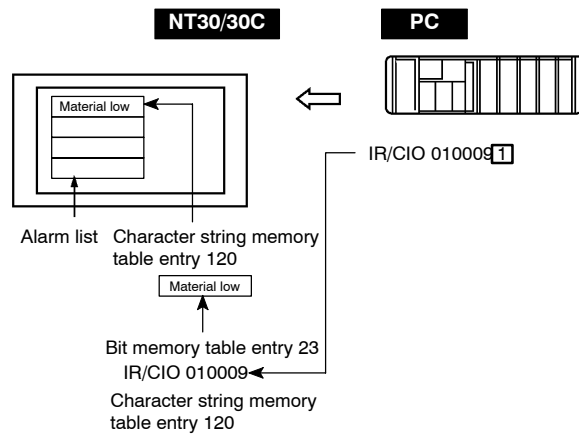 NT30/30C
PC
Material low
IR/CIO 010009 1
Alarm list
Character string memory
table entry 120
Material low
Bit memory table entry 23
IR/CIO 010009
Character string memory
table entry 120